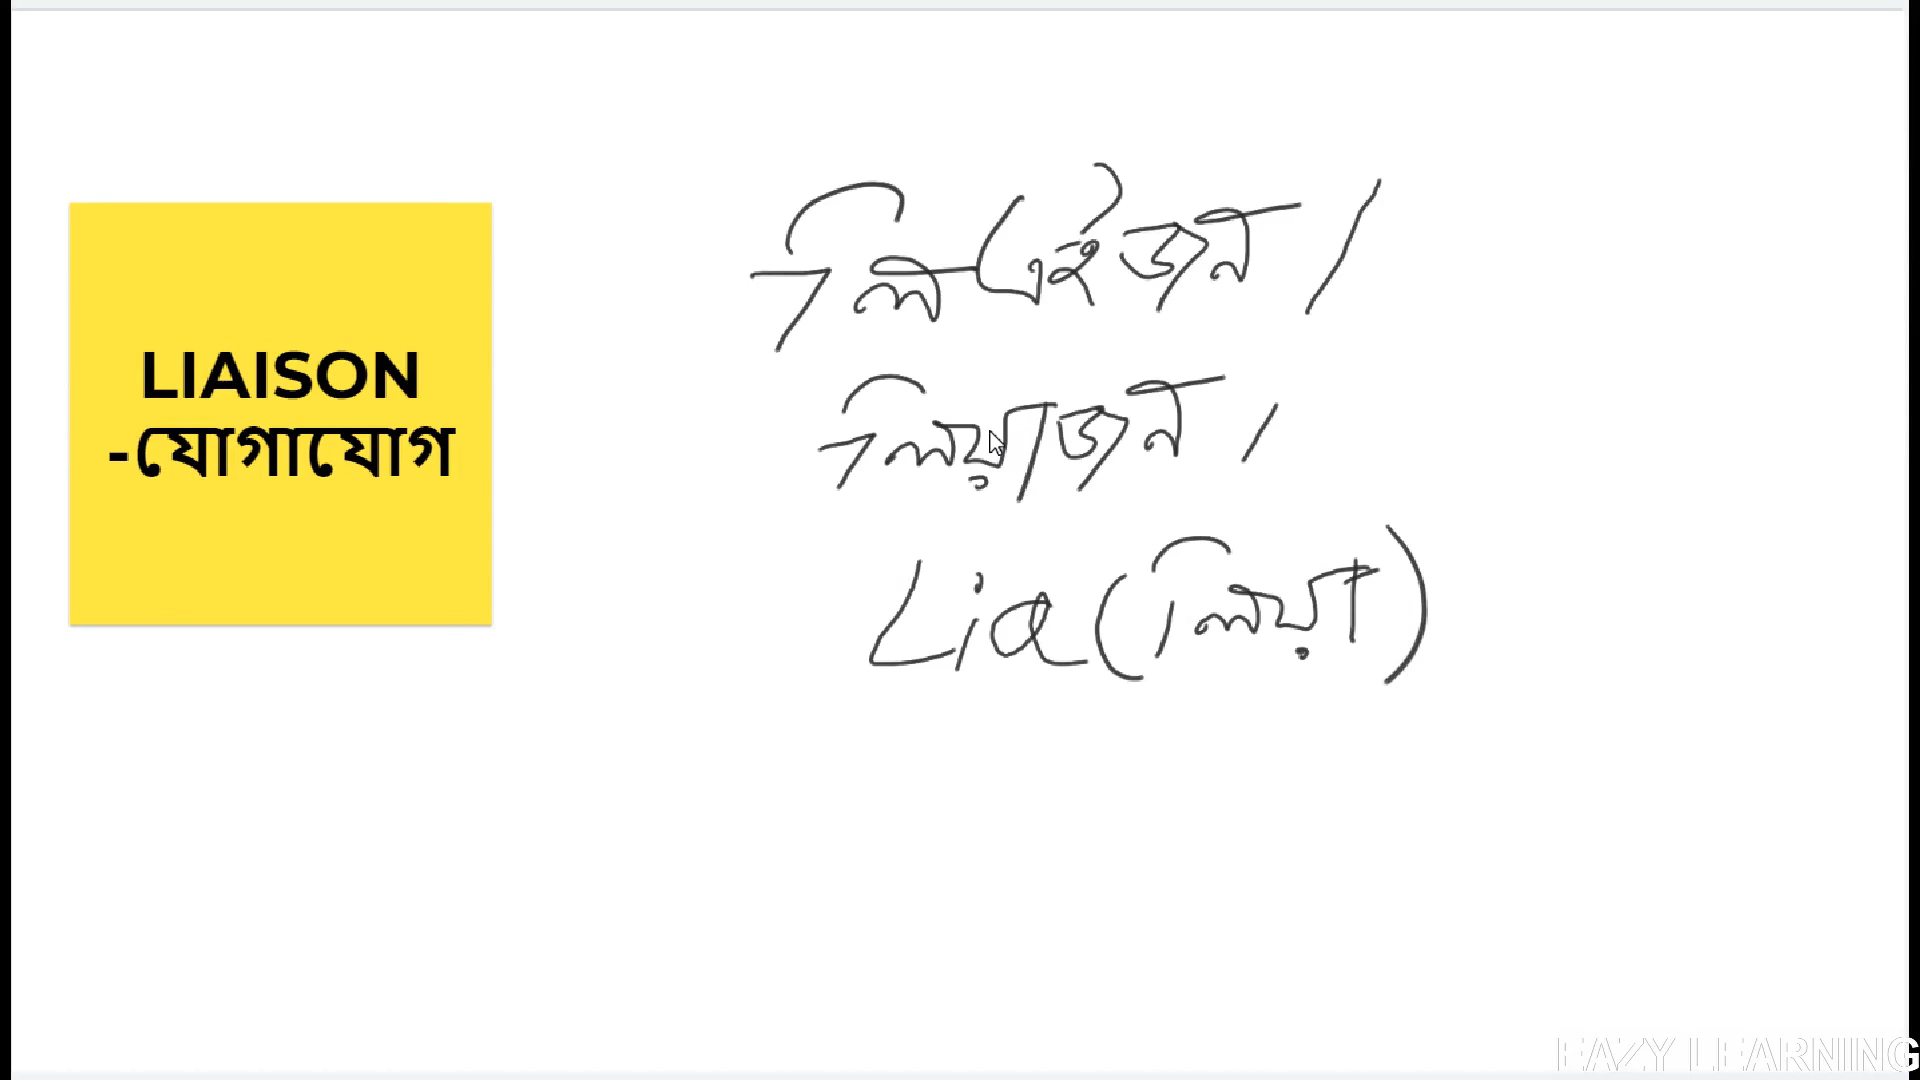 LIAISON
-যোগাযোগ
লিএইজন /
লিয়াজন /
Lia (লিয়া)
EAZY LEARNING